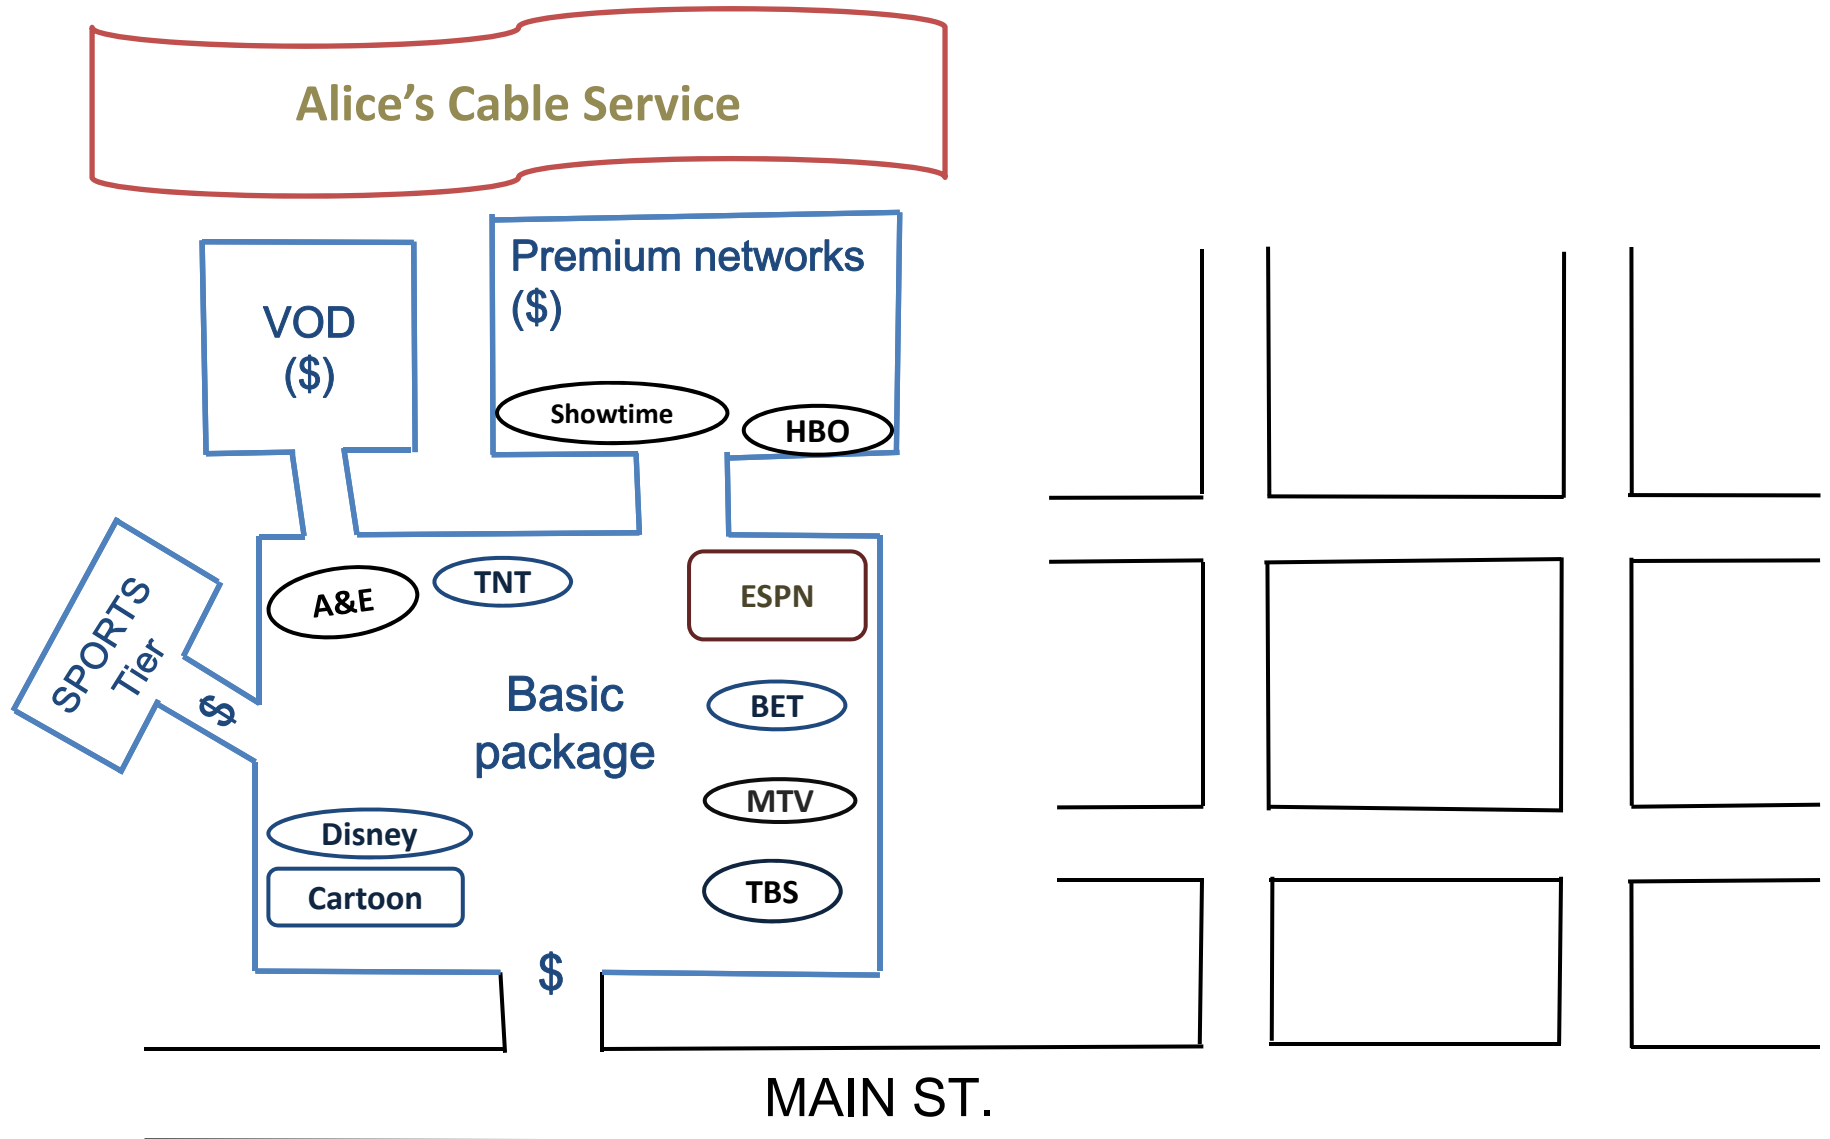 Alice’s Cable Service
Premium networks
($)
VOD
($)
Showtime
HBO
SPORTS
Tier
$
A&E
TNT
ESPN
Basic
package
BET
MTV
Disney
Cartoon
TBS
$
MAIN ST.